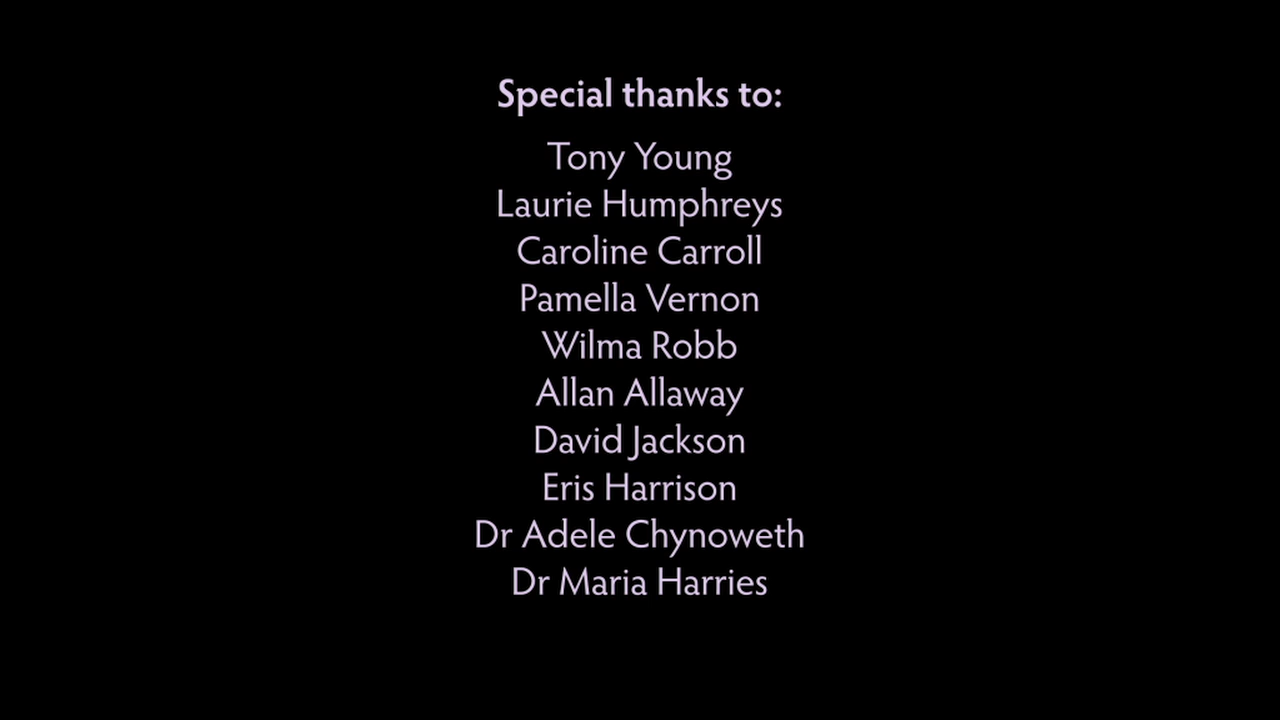 Special thanks to:
Tony Young
Laurie Humphreys
Caroline Carroll
Pamella Vernon
Wilma Robb
Allan Allaway
David Jackson
Eris Harrison
Dr Adele Chynoweth
Dr Maria Harries